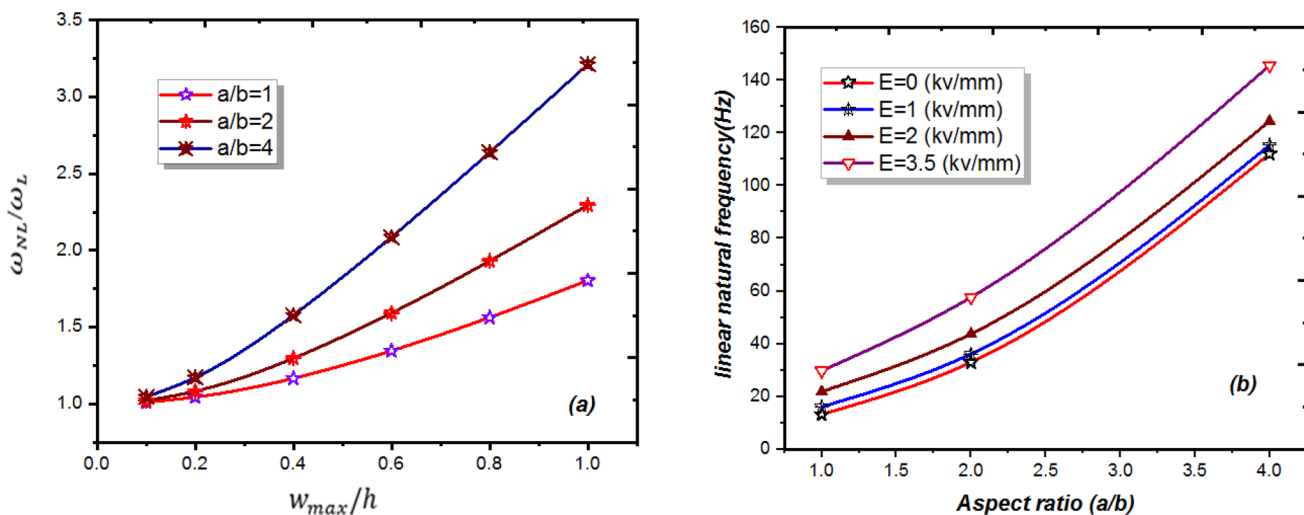 3.5
3.0
2.5
2.0
1.5
1.0
ω_NL/ω_L
a/b=1
a/b=2
a/b=4
(a)
0.0 0.2 0.4 0.6 0.8 1.0
w_max/h
160
140
120
100
80
60
40
20
0
linear natural frequency(Hz)
E=0 (kv/mm)
E=1 (kv/mm)
E=2 (kv/mm)
E=3.5 (kv/mm)
(b)
1.0 1.5 2.0 2.5 3.0 3.5 4.0
Aspect ratio (a/b)